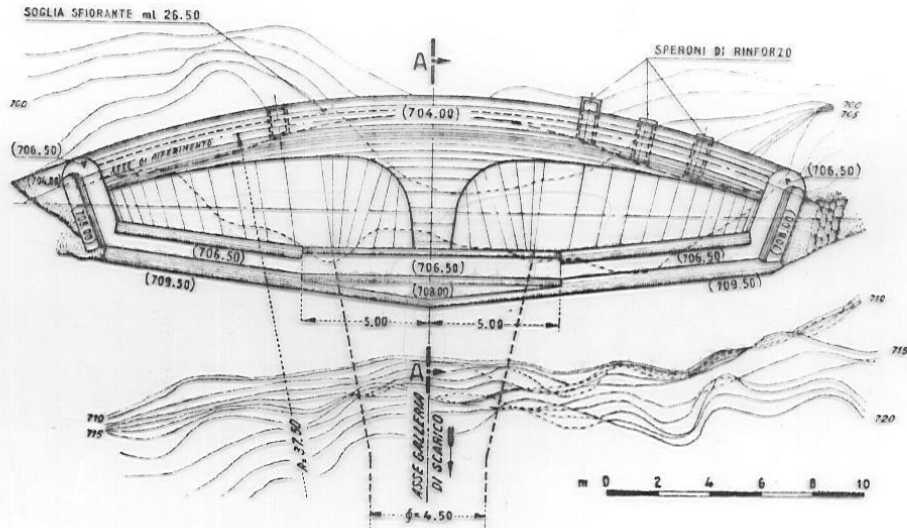 SOGLIA SFIORANTE ml 26.50
A
SPERONI DI RINFORZO
700
(704.00)
700
705
(706.50)
ASSE DI RIFERIMENTO
(706.50)
(704.00)
(708.00)
(708.00)
(706.50)
(706.50)
(706.50)
(709.50)
(708.00)
(709.50)
5.00
5.00
710
715
A
710
715
720
R=37.50
ASSE GALLERIA
DI SCARICO
ϕ=4.50
m 0 2 4 6 8 10